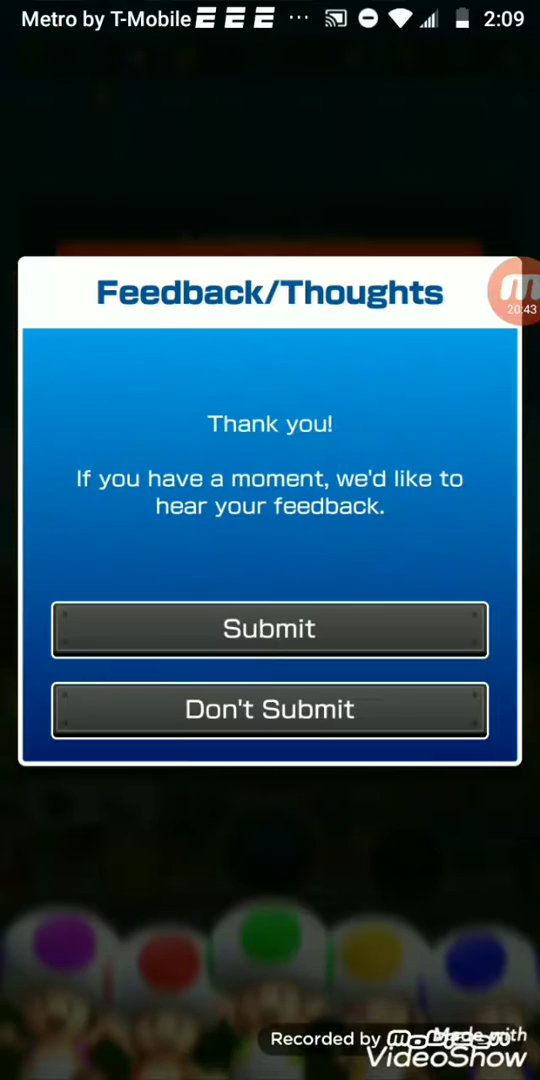 Metro by T-Mobile 2:09
Feedback/Thoughts
20:43
Thank you!
If you have a moment, we'd like to
hear your feedback.
Submit
Don't Submit
Recorded by
Made with
VideoShow